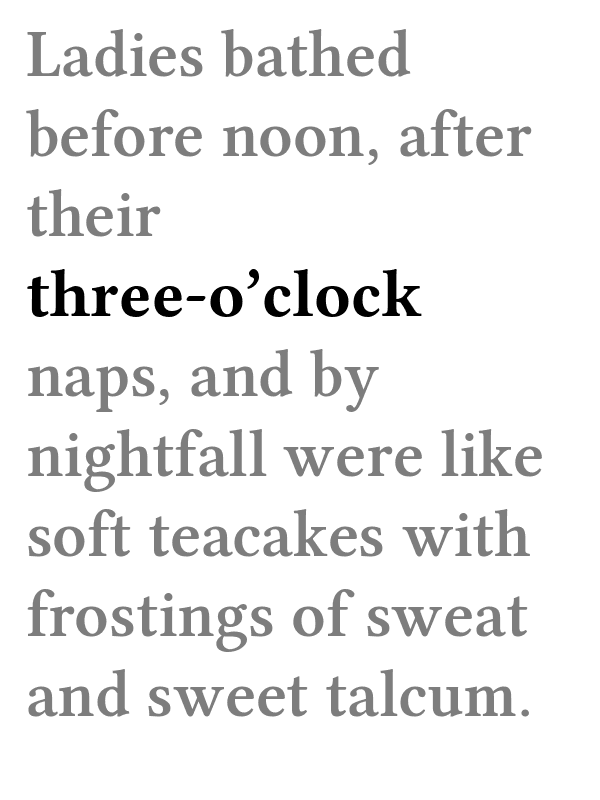 Ladies bathed
before noon, after
their
three-o’clock
naps, and by
nightfall were like
soft teacakes with
frostings of sweat
and sweet talcum.